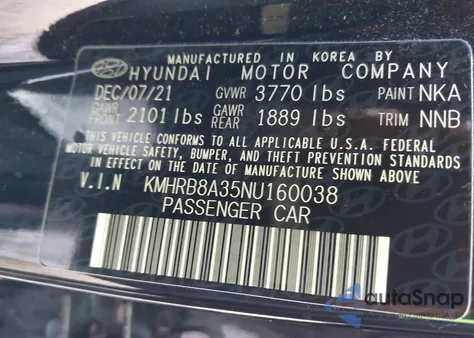 MANUFACTURED IN KOREA BY
HYUNDAI MOTOR COMPANY
DEC/07/21 GVWR 3770 lbs PAINT NKA
GAWR FRONT 2101 lbs GAWR REAR 1889 lbs TRIM NNB
THIS VEHICLE CONFORMS TO ALL APPLICABLE U.S.A. FEDERAL
MOTOR VEHICLE SAFETY, BUMPER, AND THEFT PREVENTION STANDARDS
IN EFFECT ON THE DATE OF MANUFACTURE SHOWN ABOVE.
V.I.N KMHRB8A35NU160038
PASSENGER CAR
autoSnap